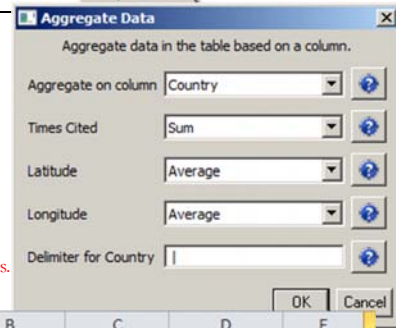 Aggregate Data
Aggregate data in the table based on a column.
Aggregate on column Country
Times Cited Sum
Latitude Average
Longitude Average
s. Delimiter for Country |
OK Cancel
B C D E